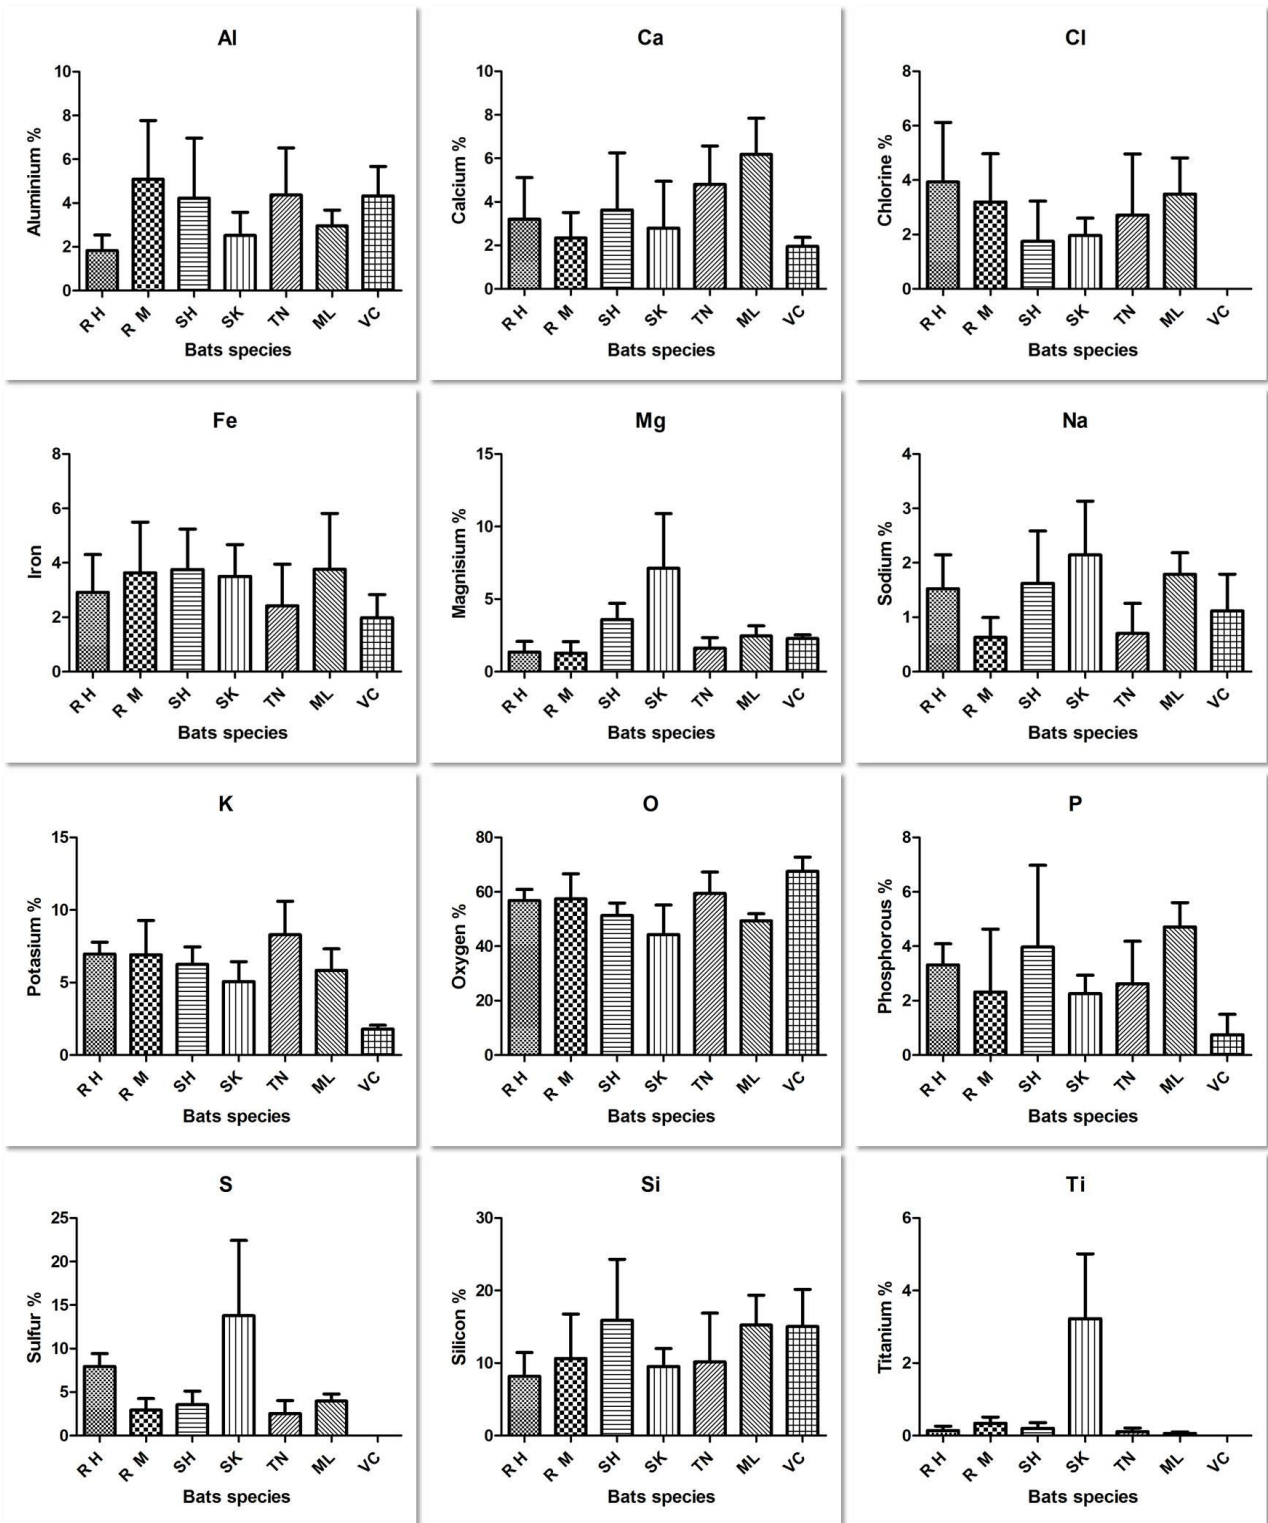 Al
Aluminium %
10
8
6
4
2
0
R H R M SH SK TN ML VC
Bats species
Ca
Calcium %
10
8
6
4
2
0
R H R M SH SK TN ML VC
Bats species
Cl
Chlorine %
8
6
4
2
0
R H R M SH SK TN ML VC
Bats species
Fe
Iron
8
6
4
2
0
R H R M SH SK TN ML VC
Bats species
Mg
Magnisium %
15
10
5
0
R H R M SH SK TN ML VC
Bats species
Na
Sodium %
4
3
2
1
0
R H R M SH SK TN ML VC
Bats species
K
Potasium %
15
10
5
0
R H R M SH SK TN ML VC
Bats species
O
Oxygen %
80
60
40
20
0
R H R M SH SK TN ML VC
Bats species
P
Phosphorous %
8
6
4
2
0
R H R M SH SK TN ML VC
Bats species
S
Sulfur %
25
20
15
10
5
0
R H R M SH SK TN ML VC
Bats species
Si
Silicon %
30
20
10
0
R H R M SH SK TN ML VC
Bats species
Ti
Titanium %
6
4
2
0
R H R M SH SK TN ML VC
Bats species